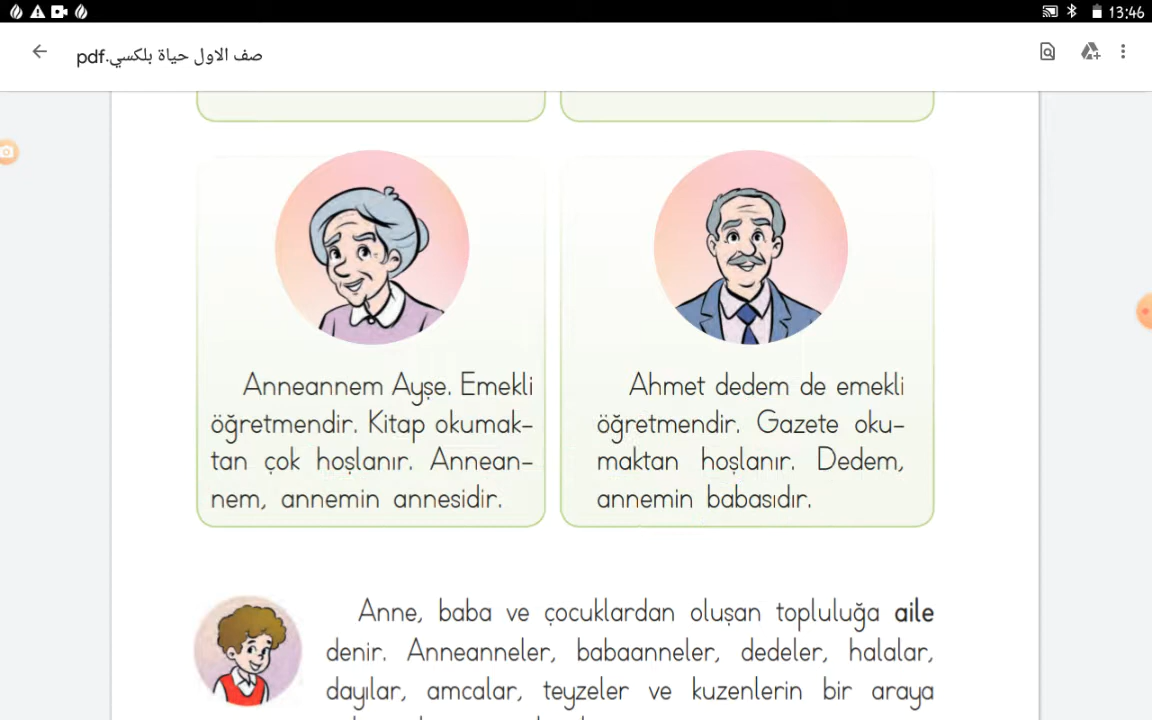 13:46
صف الاول حياة بلكسي.pdf
Anneannem Ayşe. Emekli
öğretmendir. Kitap okumak-
tan çok hoşlanır. Annean-
nem, annemin annesidir.
Ahmet dedem de emekli
öğretmendir. Gazete oku-
maktan hoşlanır. Dedem,
annemin babasıdır.
Anne, baba ve çocuklardan oluşan topluluğa aile
denir. Anneanneler, babaanneler, dedeler, halalar,
dayılar, amcalar, teyzeler ve kuzenlerin bir araya